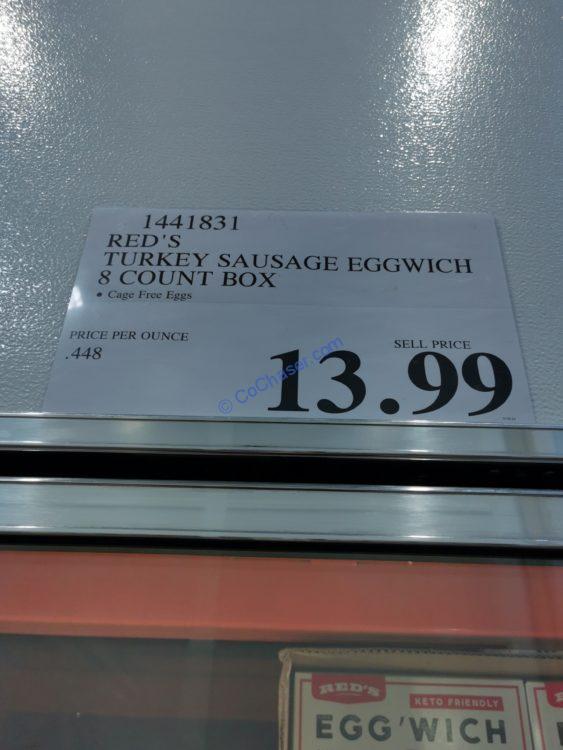 1441831
RED'S
TURKEY SAUSAGE EGGWICH
8 COUNT BOX
• Cage Free Eggs
PRICE PER OUNCE
.448
SELL PRICE
13.99
© CoChaser.com
RED'S
KETO FRIENDLY
EGG'WICH